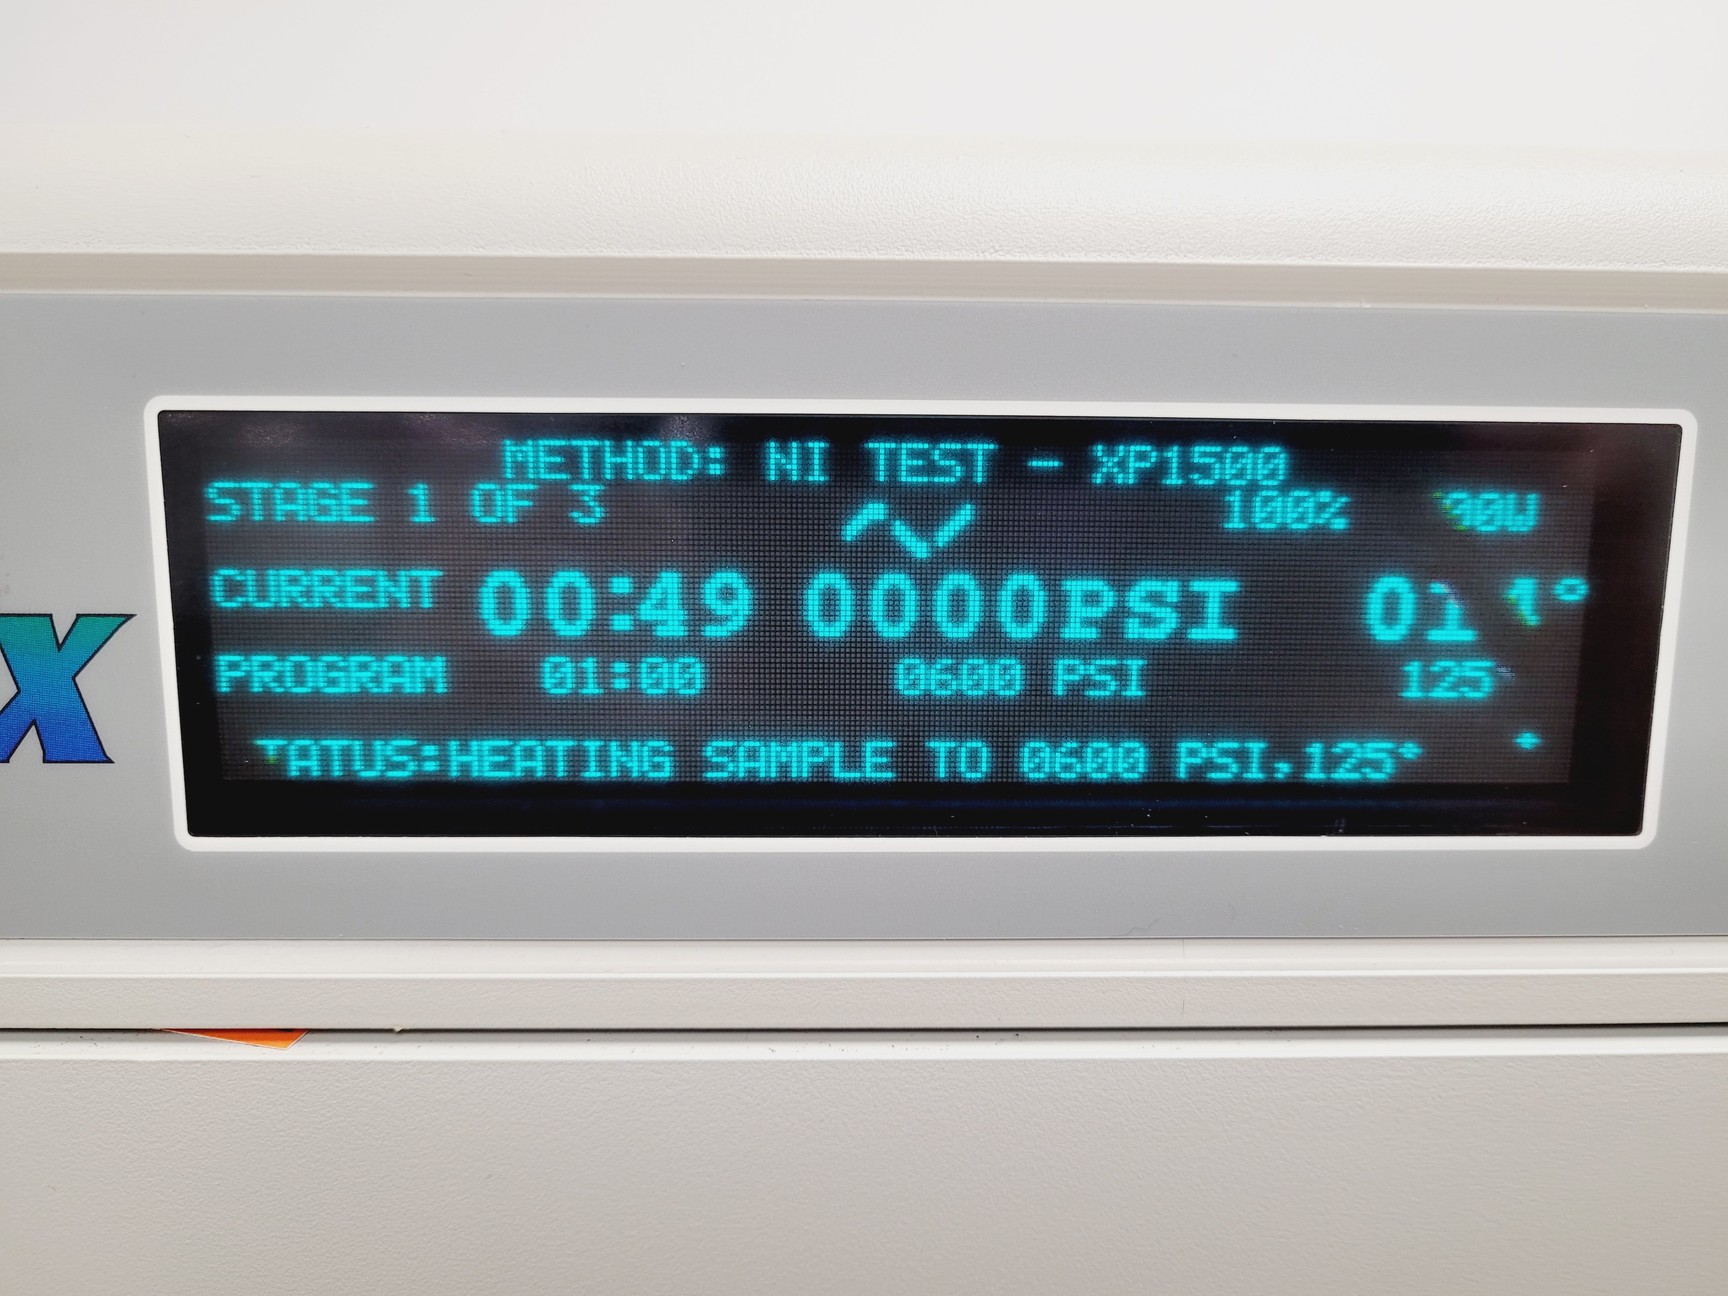 METHOD: NI TEST - XP1500
STAGE 1 OF 3 100%
CURRENT 00:49 0000PSI
PROGRAM 01:00 0600 PSI 125°
TATUS:HEATING SAMPLE TO 0600 PSI,125°
X